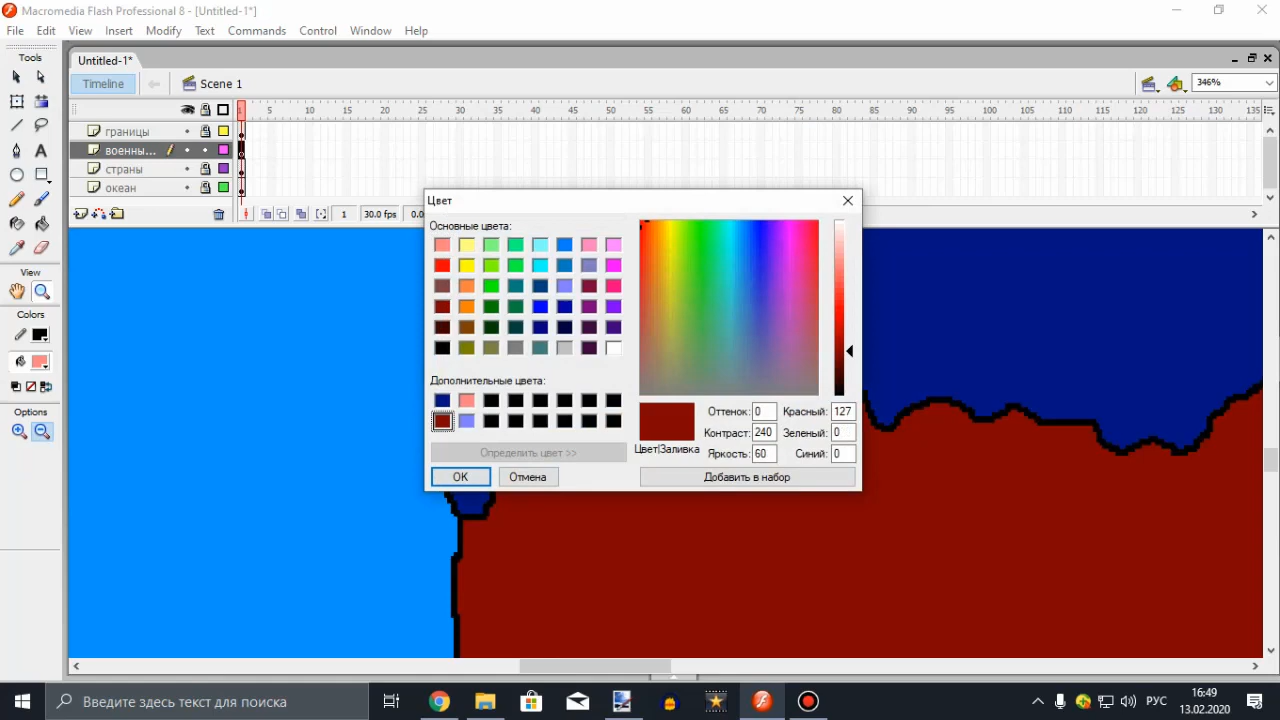 Macromedia Flash Professional 8 - [Untitled-1*]
File Edit View Insert Modify Text Commands Control Window Help
Tools
Untitled-1*
Timeline
Scene 1
346%
1 5 10 15 20 25 30 35 40 45 50 55 60 65 70 75 80 85 90 95 100 105 110 115 120 125 130 135
границы
военны...
страны
океан
1 30.0 fps 0.0
View
Colors
Options
Цвет
Основные цвета:
Дополнительные цвета:
Определить цвет >>
OK
Отмена
Цвет|Заливка
Оттенок: 0
Контраст: 240
Яркость: 60
Красный: 127
Зеленый: 0
Синий: 0
Добавить в набор
Введите здесь текст для поиска
РУС
16:49
13.02.2020